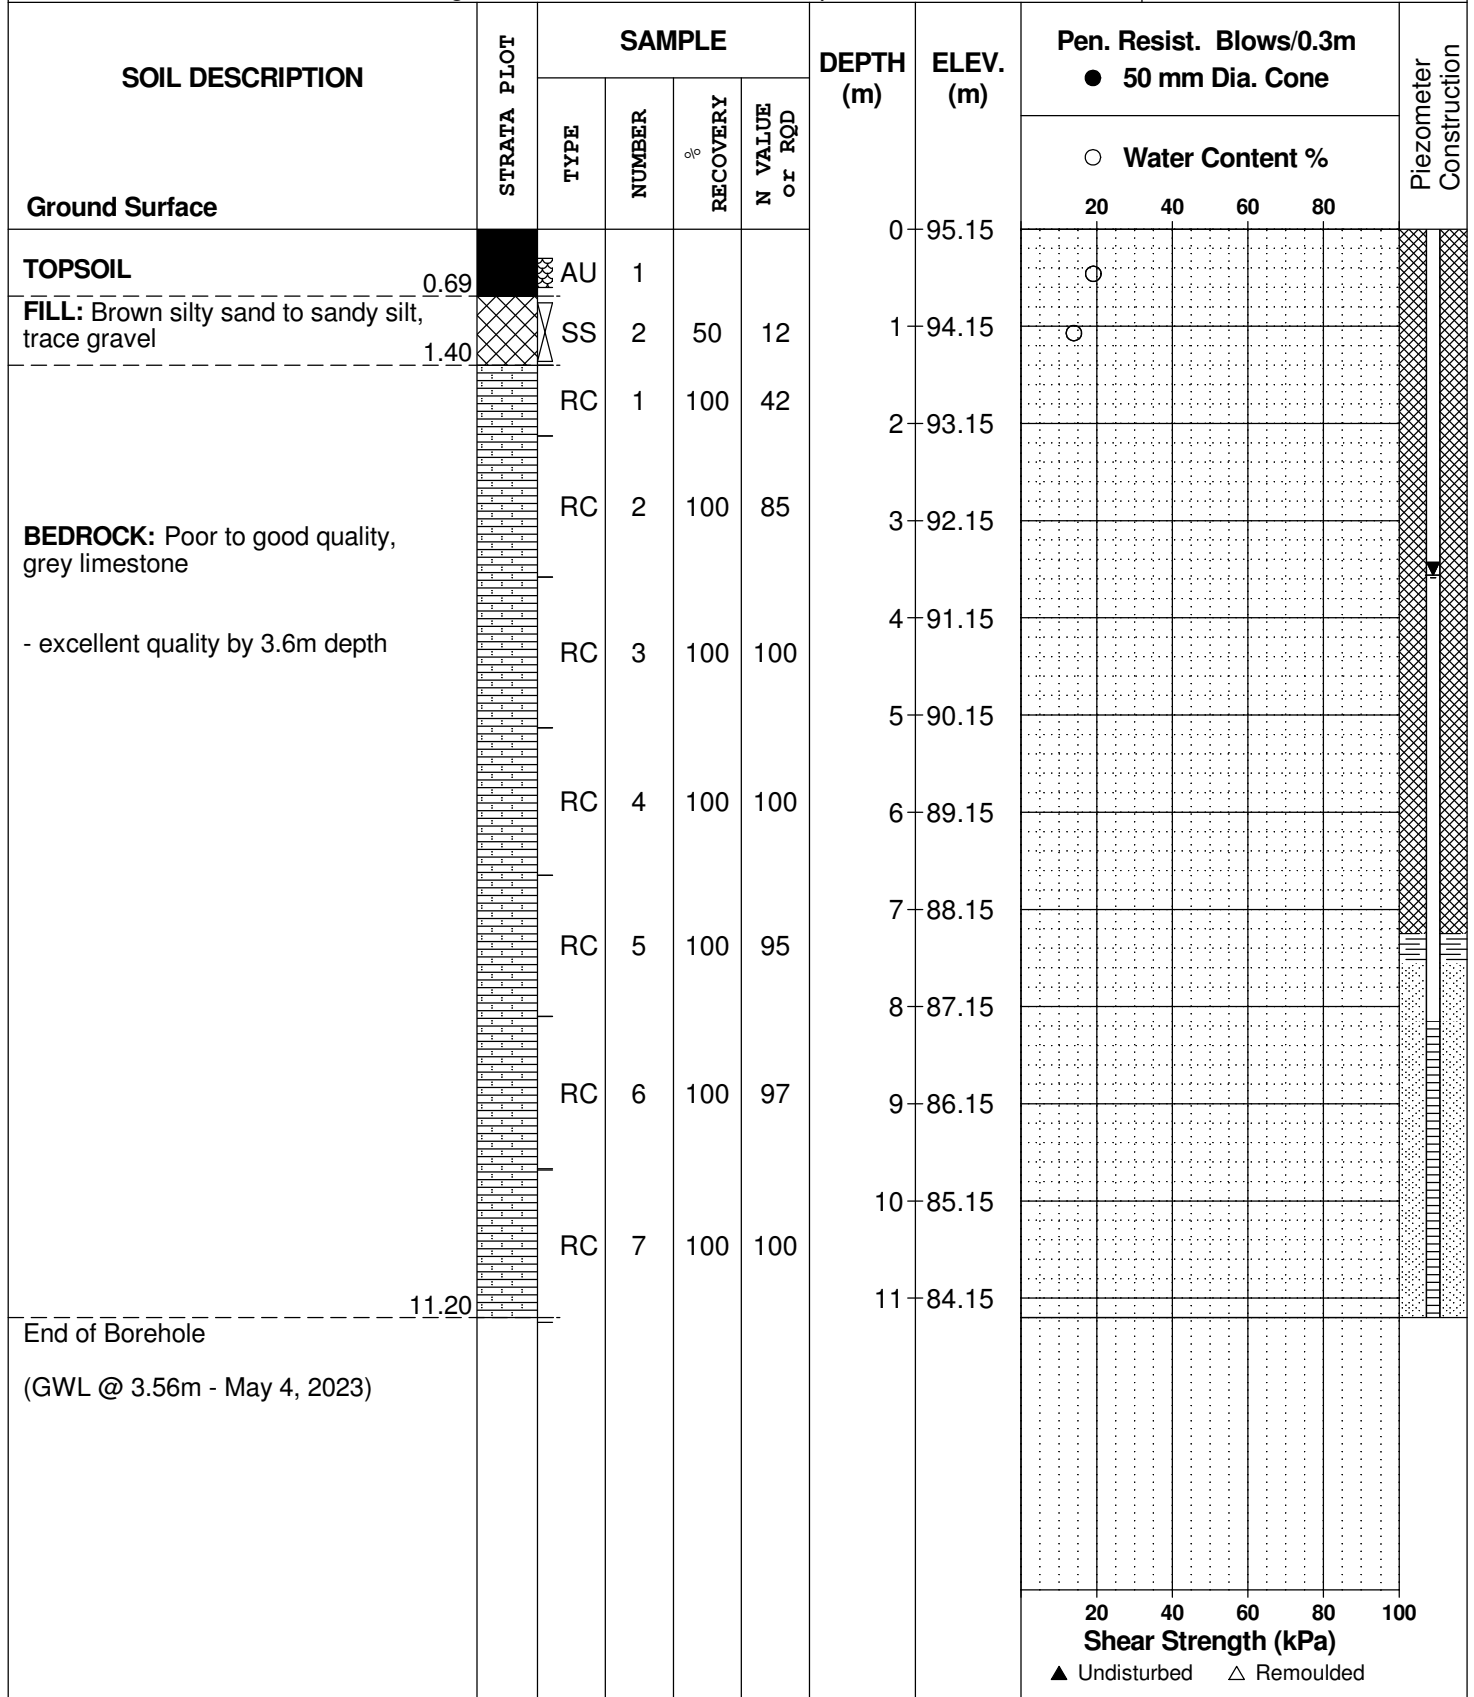 SOIL DESCRIPTION
Ground Surface
STRATA PLOT
SAMPLE
TYPE
NUMBER
% RECOVERY
N VALUE or RQD
DEPTH (m)
ELEV. (m)
Pen. Resist. Blows/0.3m
● 50 mm Dia. Cone
○ Water Content %
20 40 60 80
Piezometer Construction
0 95.15
TOPSOIL
0.69
AU 1
FILL: Brown silty sand to sandy silt,
trace gravel
1.40
SS 2 50 12
1 94.15
RC 1 100 42
2 93.15
RC 2 100 85
3 92.15
BEDROCK: Poor to good quality,
grey limestone
4 91.15
- excellent quality by 3.6m depth
RC 3 100 100
5 90.15
RC 4 100 100
6 89.15
7 88.15
RC 5 100 95
8 87.15
RC 6 100 97
9 86.15
10 85.15
RC 7 100 100
11 84.15
11.20
End of Borehole
(GWL @ 3.56m - May 4, 2023)
20 40 60 80 100
Shear Strength (kPa)
▲ Undisturbed △ Remoulded